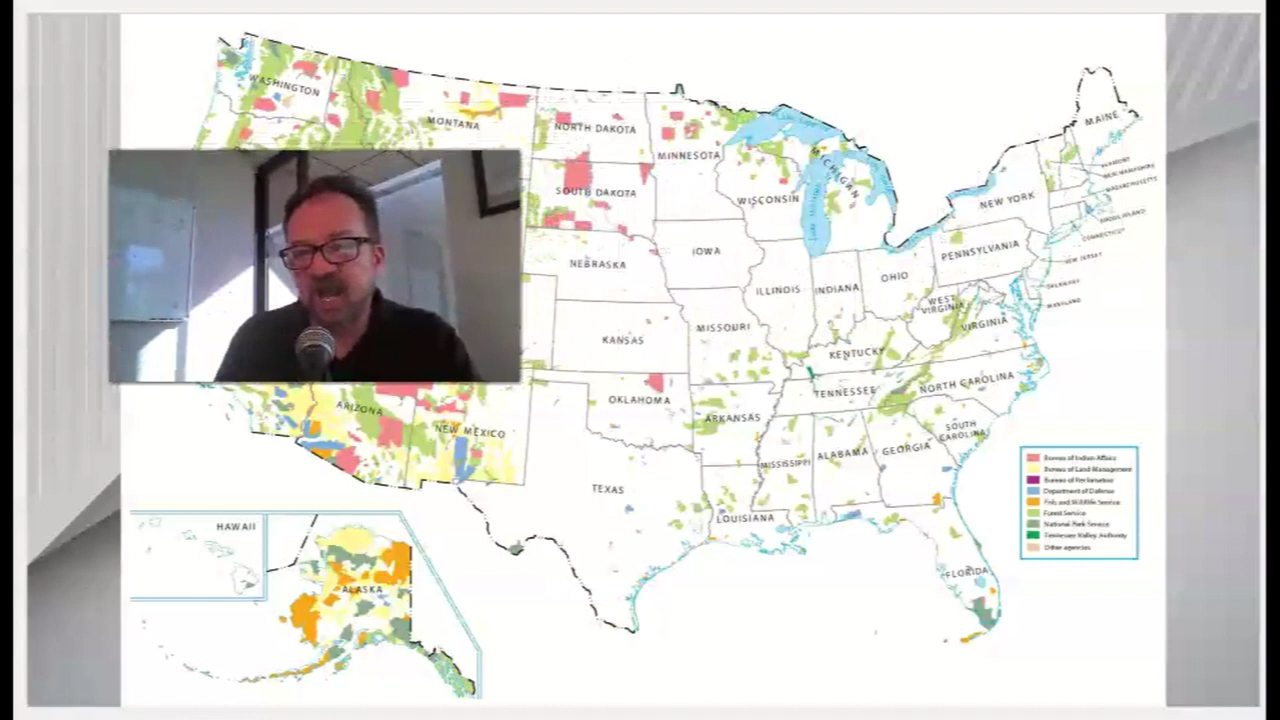 WASHINGTON
MONTANA
NORTH DAKOTA
MINNESOTA
SOUTH DAKOTA
WISCONSIN
MICHIGAN
MAINE
VERMONT
NEW HAMPSHIRE
MASSACHUSETTS
NEW YORK
RHODE ISLAND
CONNECTICUT
PENNSYLVANIA
NEW JERSEY
NEBRASKA
IOWA
ILLINOIS
INDIANA
OHIO
DELAWARE
MARYLAND
WEST
VIRGINIA
VIRGINIA
KANSAS
MISSOURI
KENTUCKY
ARIZONA
NEW MEXICO
OKLAHOMA
ARKANSAS
TENNESSEE
NORTH CAROLINA
SOUTH
CAROLINA
TEXAS
LOUISIANA
MISSISSIPPI
ALABAMA
GEORGIA
FLORIDA
HAWAII
ALASKA
Bureau of Indian Affairs
Bureau of Land Management
Bureau of Reclamation
Department of Defense
Fish and Wildlife Service
Forest Service
National Park Service
Tennessee Valley Authority
Other agencies